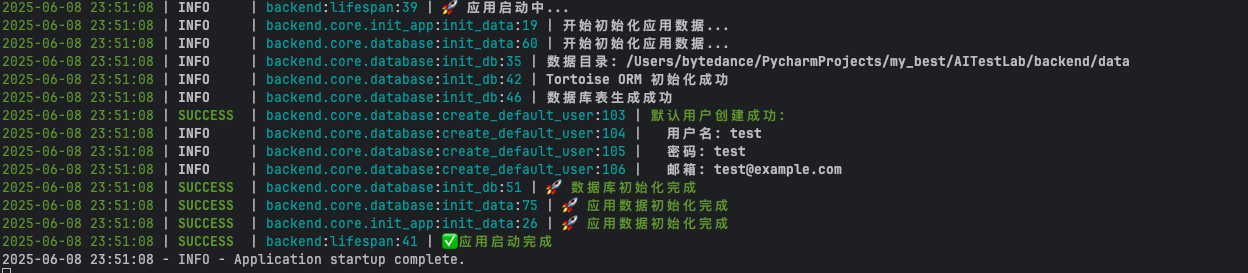 2025-06-08 23:51:08 | INFO     | backend:lifespan:39 | 🚀 应用启动中...
2025-06-08 23:51:08 | INFO     | backend.core.init_app:init_data:19 | 开始初始化应用数据...
2025-06-08 23:51:08 | INFO     | backend.core.database:init_data:60 | 开始初始化应用数据...
2025-06-08 23:51:08 | INFO     | backend.core.database:init_db:35 | 数据目录: /Users/bytedance/PycharmProjects/my_best/AITestLab/backend/data
2025-06-08 23:51:08 | INFO     | backend.core.database:init_db:42 | Tortoise ORM 初始化成功
2025-06-08 23:51:08 | INFO     | backend.core.database:init_db:46 | 数据库表生成成功
2025-06-08 23:51:08 | SUCCESS  | backend.core.database:create_default_user:103 | 默认用户创建成功:
2025-06-08 23:51:08 | INFO     | backend.core.database:create_default_user:104 |   用户名: test
2025-06-08 23:51:08 | INFO     | backend.core.database:create_default_user:105 |   密码: test
2025-06-08 23:51:08 | INFO     | backend.core.database:create_default_user:106 |   邮箱: test@example.com
2025-06-08 23:51:08 | SUCCESS  | backend.core.database:init_db:51 | 🚀 数据库初始化完成
2025-06-08 23:51:08 | SUCCESS  | backend.core.database:init_data:75 | 🚀 应用数据初始化完成
2025-06-08 23:51:08 | SUCCESS  | backend.core.init_app:init_data:26 | 🚀 应用数据初始化完成
2025-06-08 23:51:08 | SUCCESS  | backend:lifespan:41 | ✅应用启动完成
2025-06-08 23:51:08 - INFO - Application startup complete.